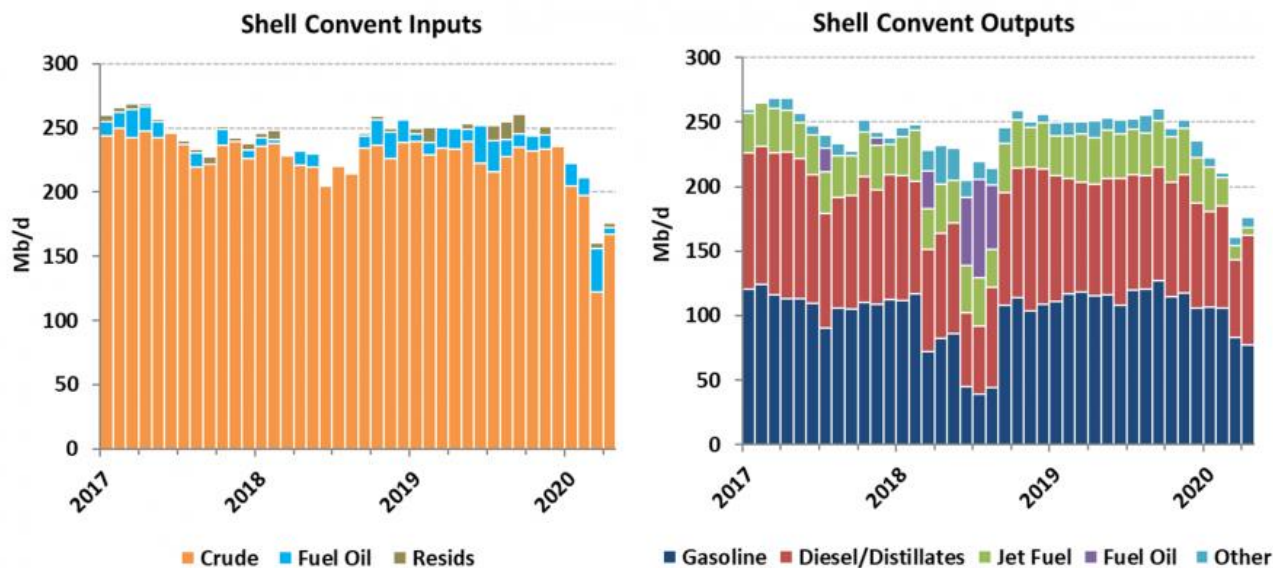 Shell Convent Inputs
Mb/d
300
250
200
150
100
50
0
2017
2018
2019
2020
Crude
Fuel Oil
Resids
Shell Convent Outputs
Mb/d
300
250
200
150
100
50
0
2017
2018
2019
2020
Gasoline
Diesel/Distillates
Jet Fuel
Fuel Oil
Other